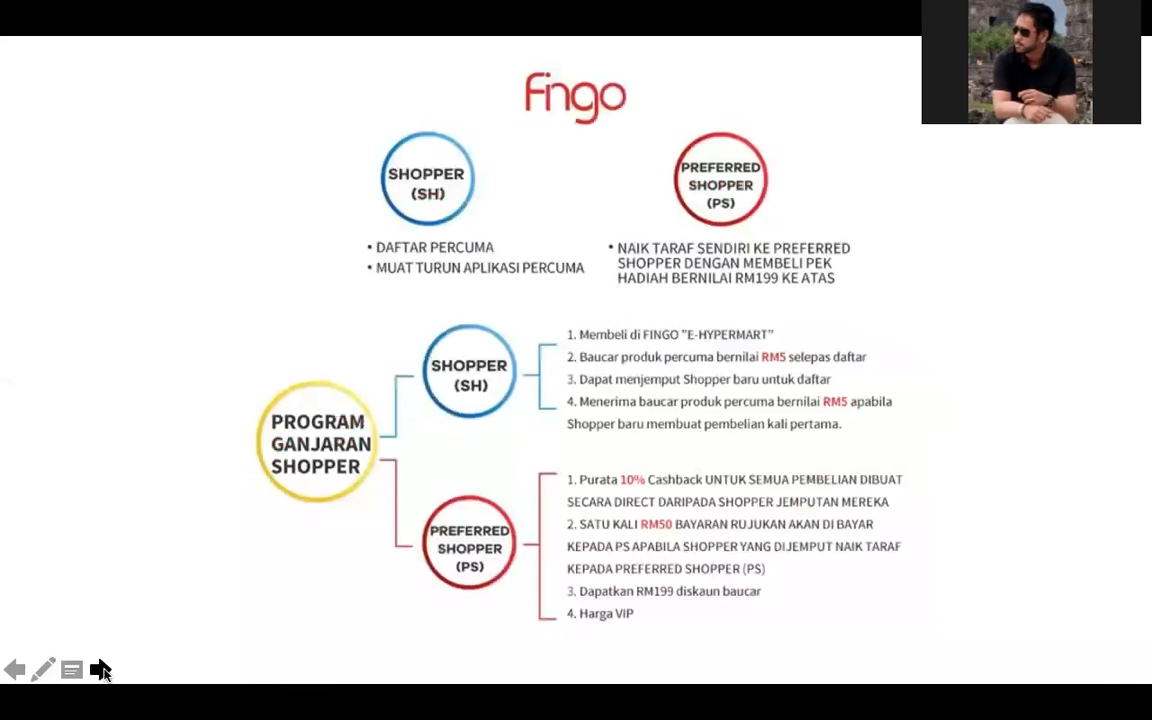 Fingo
SHOPPER
(SH)
• DAFTAR PERCUMA
• MUAT TURUN APLIKASI PERCUMA
PREFERRED
SHOPPER
(PS)
• NAIK TARAF SENDIRI KE PREFERRED
SHOPPER DENGAN MEMBELI PEK
HADIAH BERNILAI RM199 KE ATAS
PROGRAM
GANJARAN
SHOPPER
SHOPPER
(SH)
1. Membeli di FINGO "E-HYPERMART"
2. Baucar produk percuma bernilai RM5 selepas daftar
3. Dapat menjemput Shopper baru untuk daftar
4. Menerima baucar produk percuma bernilai RM5 apabila
Shopper baru membuat pembelian kali pertama.
PREFERRED
SHOPPER
(PS)
1. Purata 10% Cashback UNTUK SEMUA PEMBELIAN DIBUAT
SECARA DIRECT DARIPADA SHOPPER JEMPUTAN MEREKA
2. SATU KALI RM50 BAYARAN RUJUKAN AKAN DI BAYAR
KEPADA PS APABILA SHOPPER YANG DIJEMPUT NAIK TARAF
KEPADA PREFERRED SHOPPER (PS)
3. Dapatkan RM199 diskaun baucar
4. Harga VIP